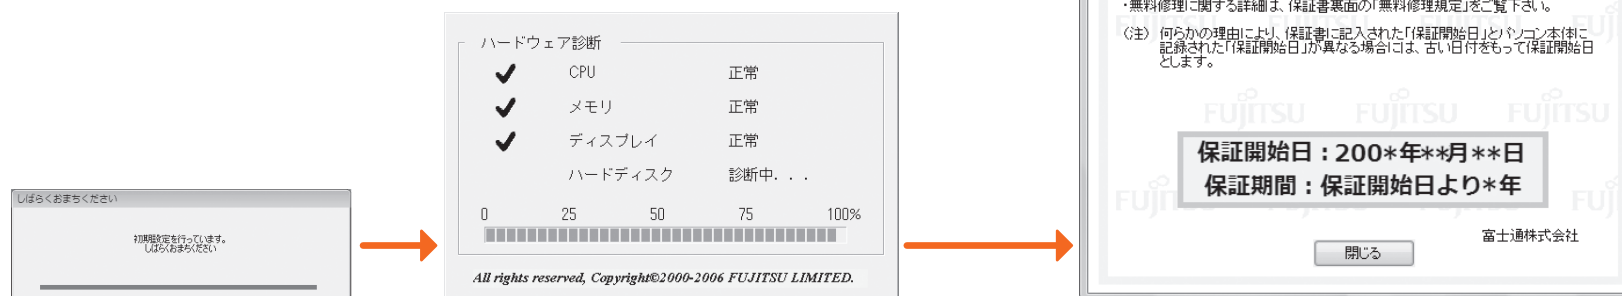 しばらくおまちください
初期設定を行っています。
しばらくおまちください
ハードウェア診断
CPU 正常
メモリ 正常
ディスプレイ 正常
ハードディスク 診断中. . .
0 25 50 75 100%
All rights reserved, Copyright©2000-2006 FUJITSU LIMITED.
・無料修理に関する詳細は、保証書裏面の「無料修理規定」をご覧下さい。
(注) 何らかの理由により、保証書に記入された「保証開始日」とパソコン本体に
記録された「保証開始日」が異なる場合には、古い日付をもって保証開始日
とします。
FUJITSU FUJITSU FUJITSU
保証開始日：200*年**月**日
保証期間：保証開始日より*年
富士通株式会社
閉じる